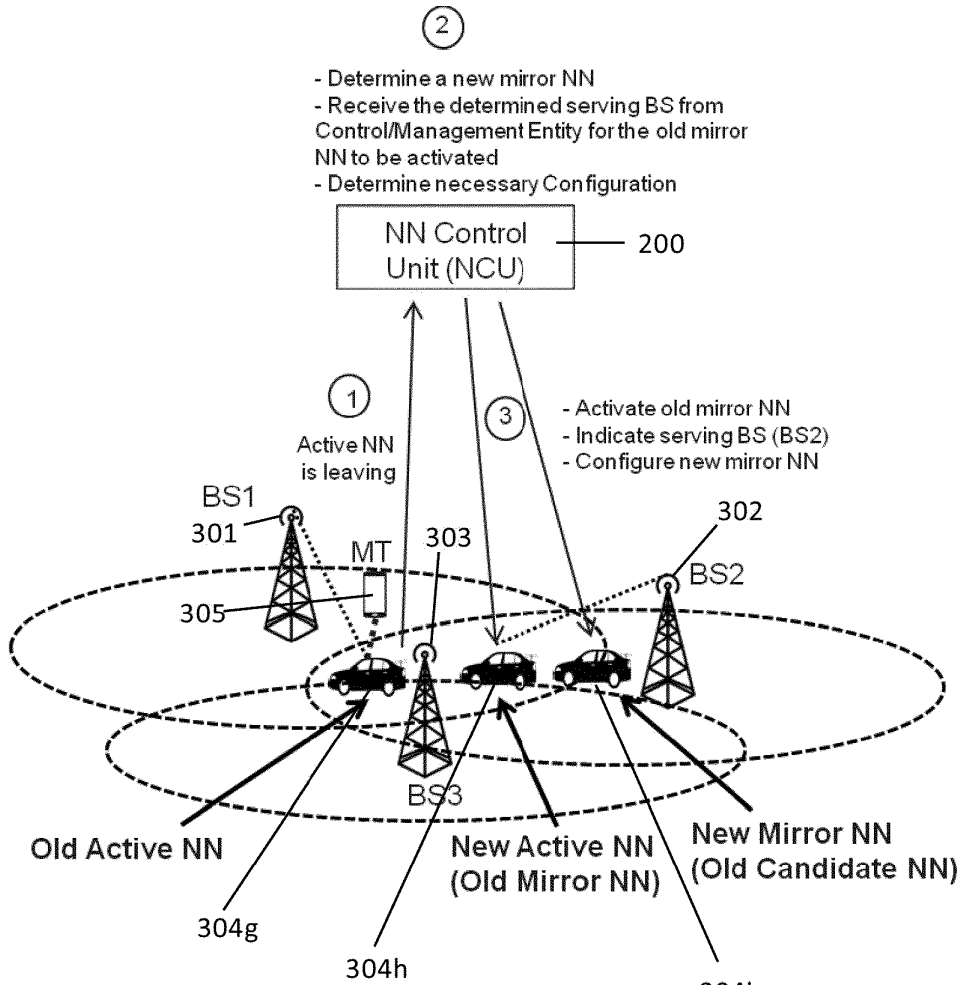 2
- Determine a new mirror NN
- Receive the determined serving BS from
Control/Management Entity for the old mirror
NN to be activated
- Determine necessary Configuration
NN Control
Unit (NCU)
200
1
Active NN
is leaving
3
- Activate old mirror NN
- Indicate serving BS (BS2)
- Configure new mirror NN
BS1
301
MT
303
302
BS2
305
BS3
Old Active NN
New Active NN
(Old Mirror NN)
New Mirror NN
(Old Candidate NN)
304g
304h